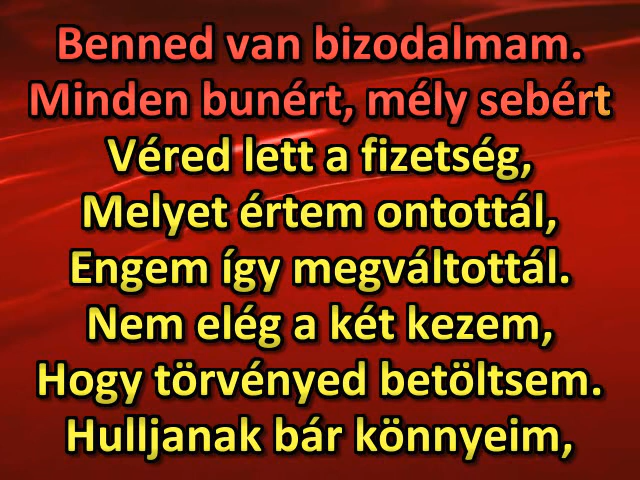 Benned van bizodalmam.
Minden bunért, mély sebért
Véred lett a fizetség,
Melyet értem ontottál,
Engem így megváltottál.
Nem elég a két kezem,
Hogy törvényed betöltsem.
Hulljanak bár könnyeim,